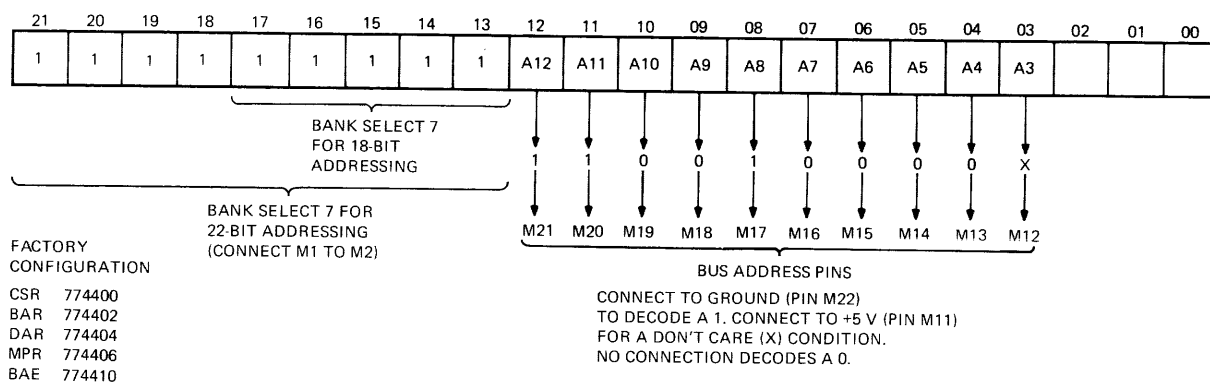 21 20 19 18 17 16 15 14 13 12 11 10 09 08 07 06 05 04 03 02 01 00
1 1 1 1 1 1 1 1 1 A12 A11 A10 A9 A8 A7 A6 A5 A4 A3
BANK SELECT 7
FOR 18-BIT
ADDRESSING
1 1 0 0 1 0 0 0 0 X
BANK SELECT 7 FOR
22-BIT ADDRESSING
(CONNECT M1 TO M2)
M21 M20 M19 M18 M17 M16 M15 M14 M13 M12
BUS ADDRESS PINS
CONNECT TO GROUND (PIN M22)
TO DECODE A 1. CONNECT TO +5 V (PIN M11)
FOR A DON'T CARE (X) CONDITION.
NO CONNECTION DECODES A 0.
FACTORY
CONFIGURATION
CSR 774400
BAR 774402
DAR 774404
MPR 774406
BAE 774410